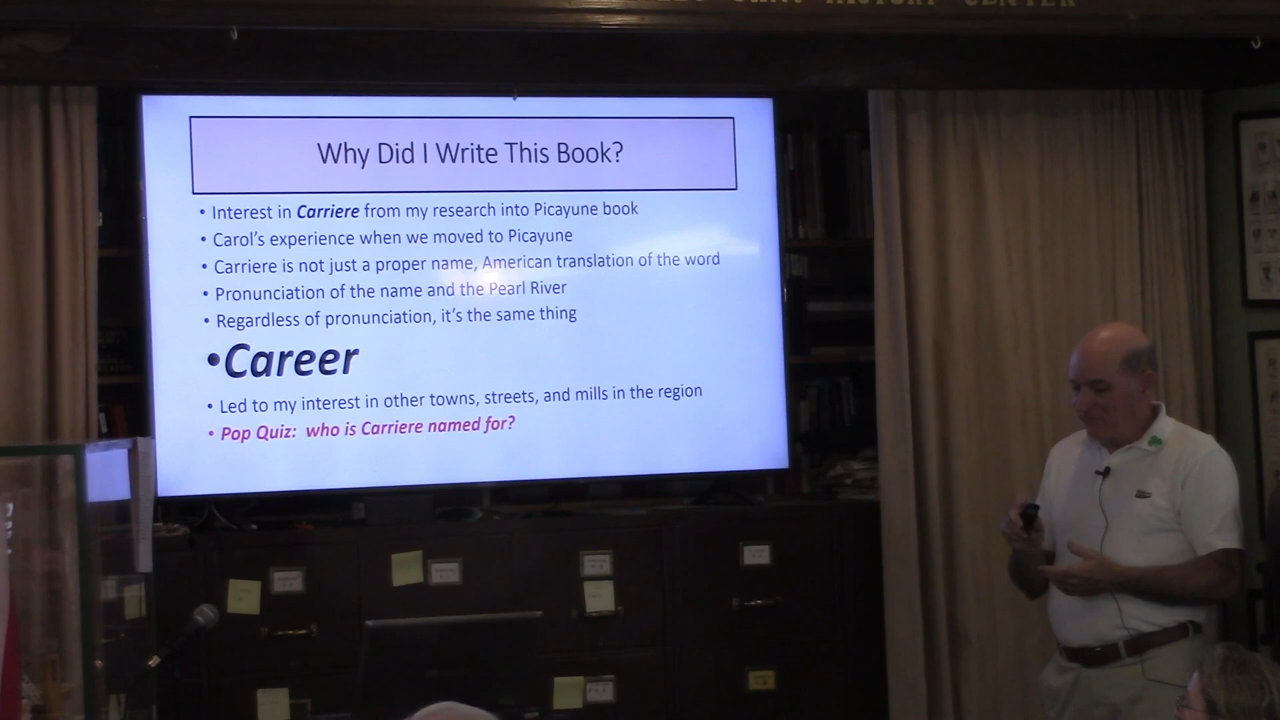 HISTORY CENTER
Why Did I Write This Book?
• Interest in Carriere from my research into Picayune book
• Carol's experience when we moved to Picayune
• Carriere is not just a proper name, American translation of the word
• Pronunciation of the name and the Pearl River
• Regardless of pronunciation, it's the same thing
•Career
• Led to my interest in other towns, streets, and mills in the region
• Pop Quiz: who is Carriere named for?